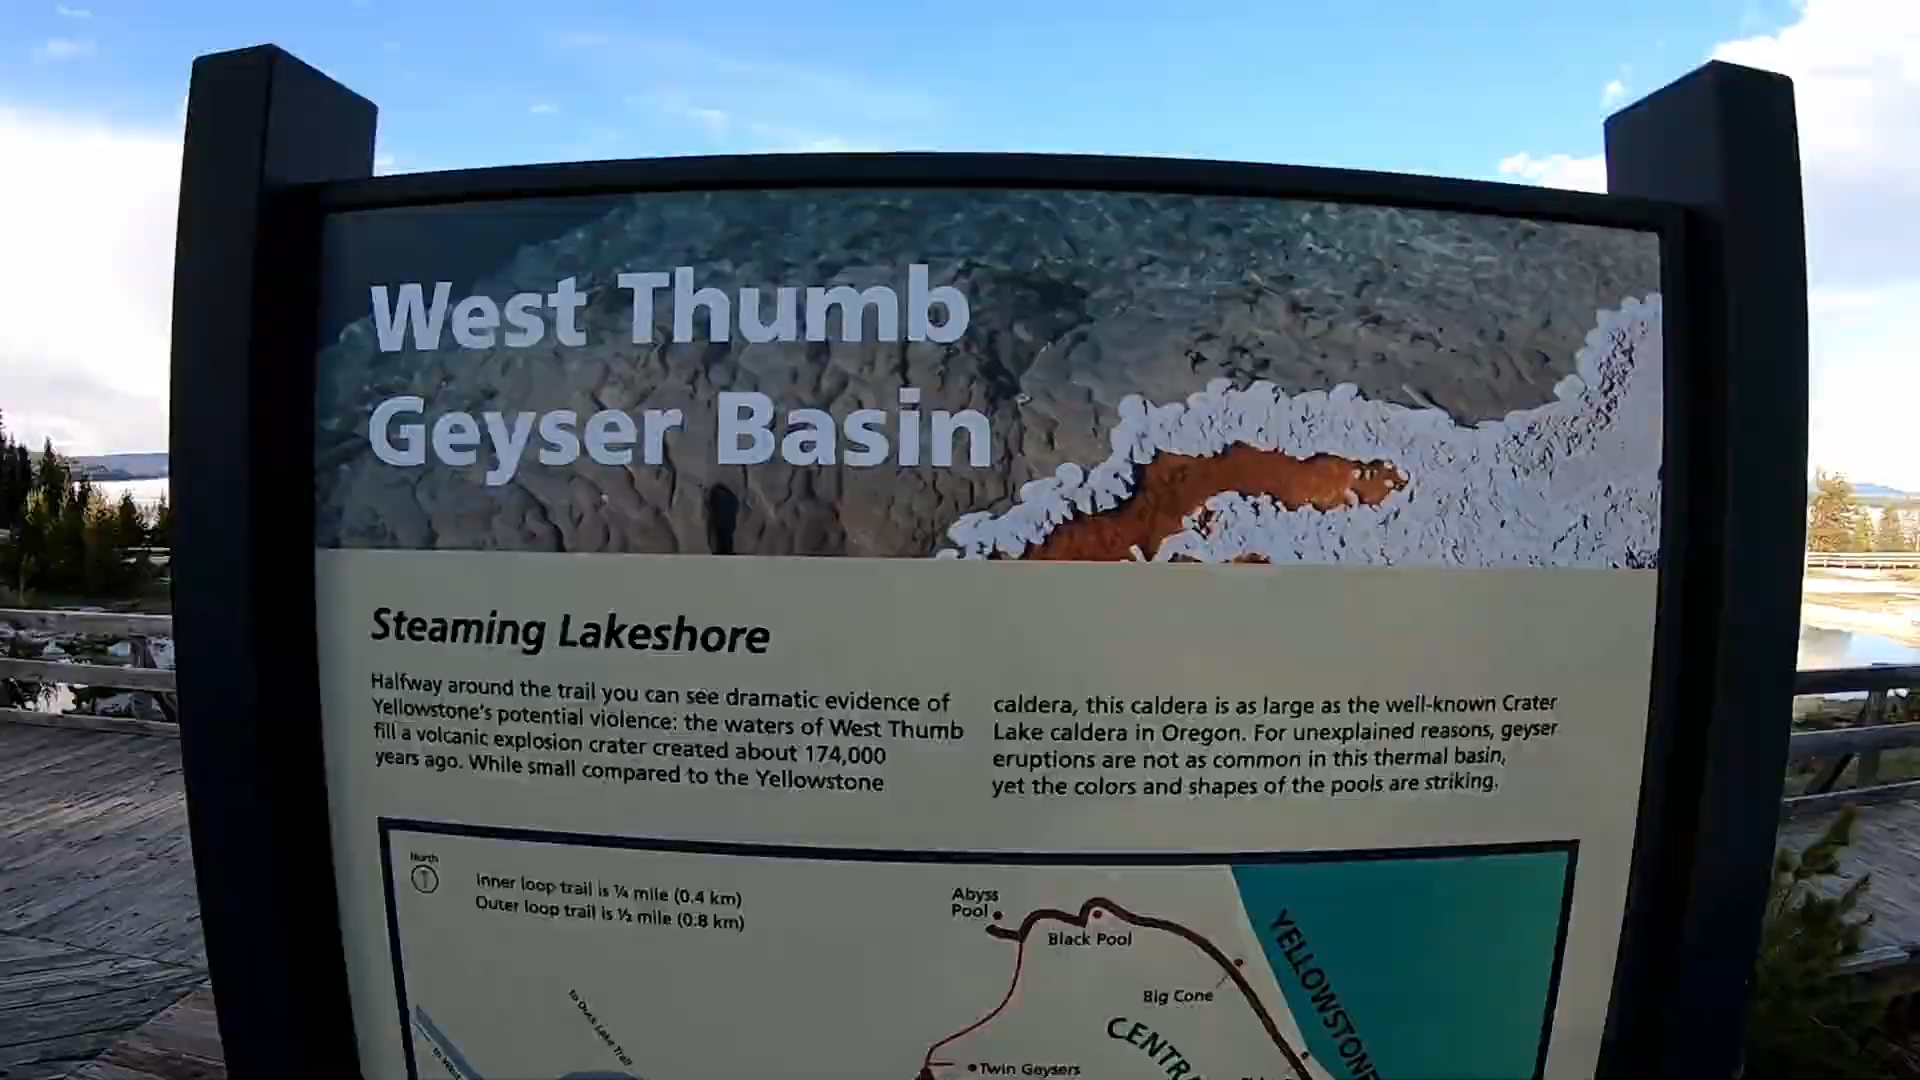 West Thumb
Geyser Basin
Steaming Lakeshore
Halfway around the trail you can see dramatic evidence of
Yellowstone's potential violence: the waters of West Thumb
fill a volcanic explosion crater created about 174,000
years ago. While small compared to the Yellowstone
caldera, this caldera is as large as the well-known Crater
Lake caldera in Oregon. For unexplained reasons, geyser
eruptions are not as common in this thermal basin,
yet the colors and shapes of the pools are striking.
North
Inner loop trail is ¼ mile (0.4 km)
Outer loop trail is ½ mile (0.8 km)
Abyss
Pool
Black Pool
Big Cone
YELLOWSTONE
to Duck Lake Trail
to West
Twin Geysers